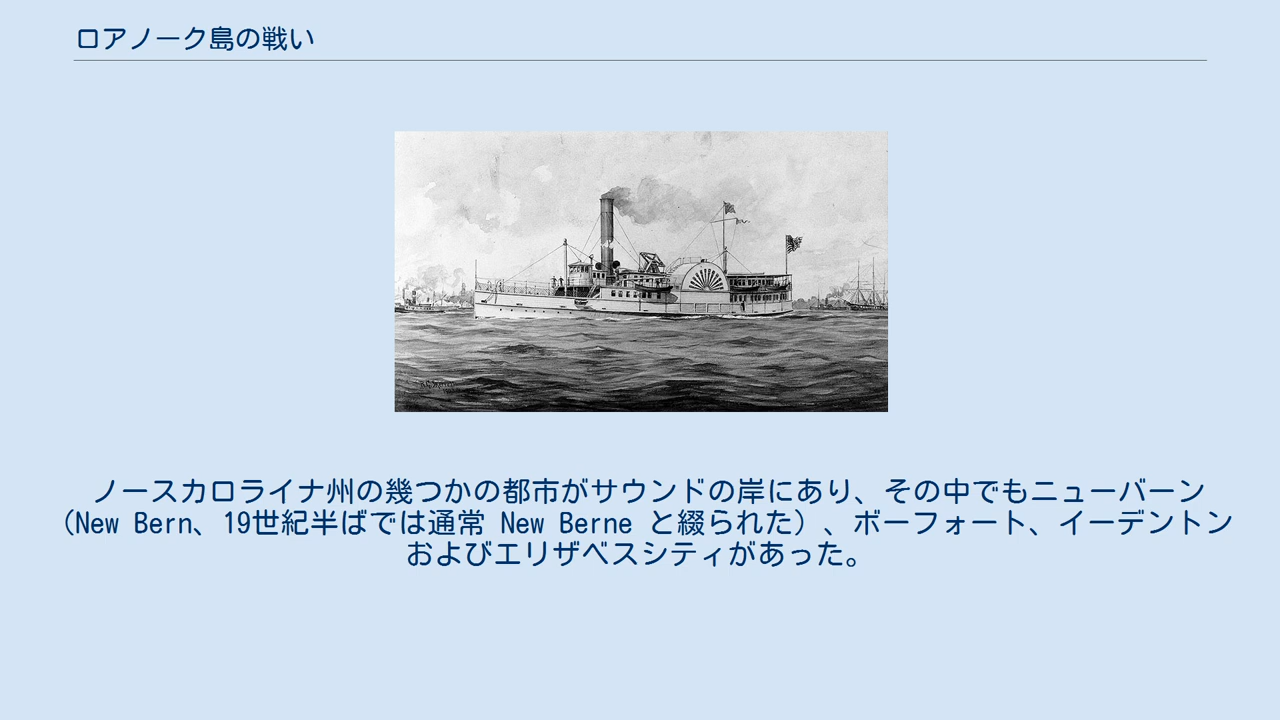 ロアノーク島の戦い
ノースカロライナ州の幾つかの都市がサウンドの岸にあり、その中でもニューバーン
（New Bern、19世紀半ばでは通常 New Berne と綴られた）、ボーフォート、イーデントン
およびエリザベスシティがあった。